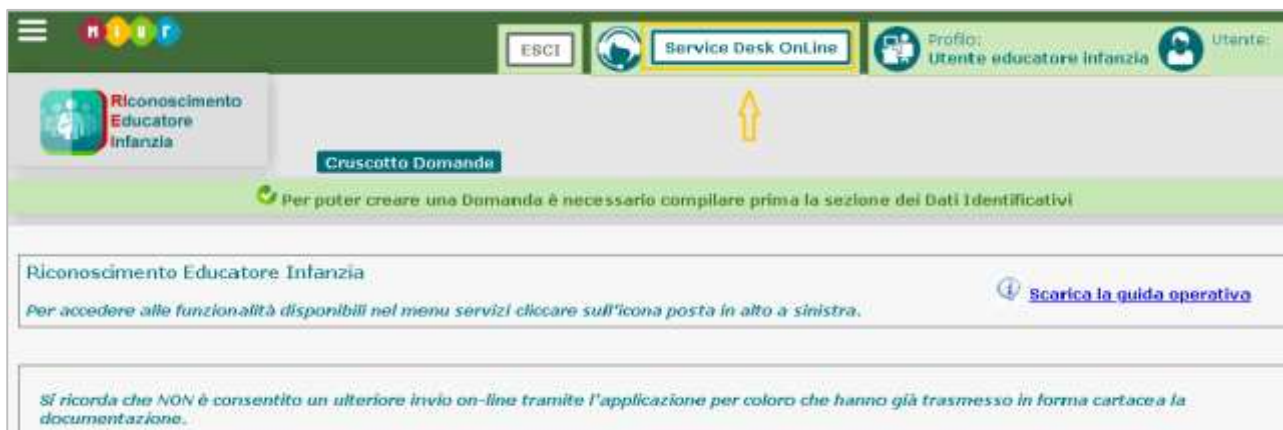 MIUR
ESCI
Service Desk OnLine
Profilo:
Utente educatore infanzia
Utente:
RIconoscimento
Educatore
Infanzia
Cruscotto Domande
Per poter creare una Domanda è necessario compilare prima la sezione dei Dati Identificativi
Riconoscimento Educatore Infanzia
Scarica la guida operativa
Per accedere alle funzionalità disponibili nel menu servizi cliccare sull'icona posta in alto a sinistra.
Si ricorda che NON è consentito un ulteriore invio on-line tramite l'applicazione per coloro che hanno già trasmesso in forma cartacea la
documentazione.